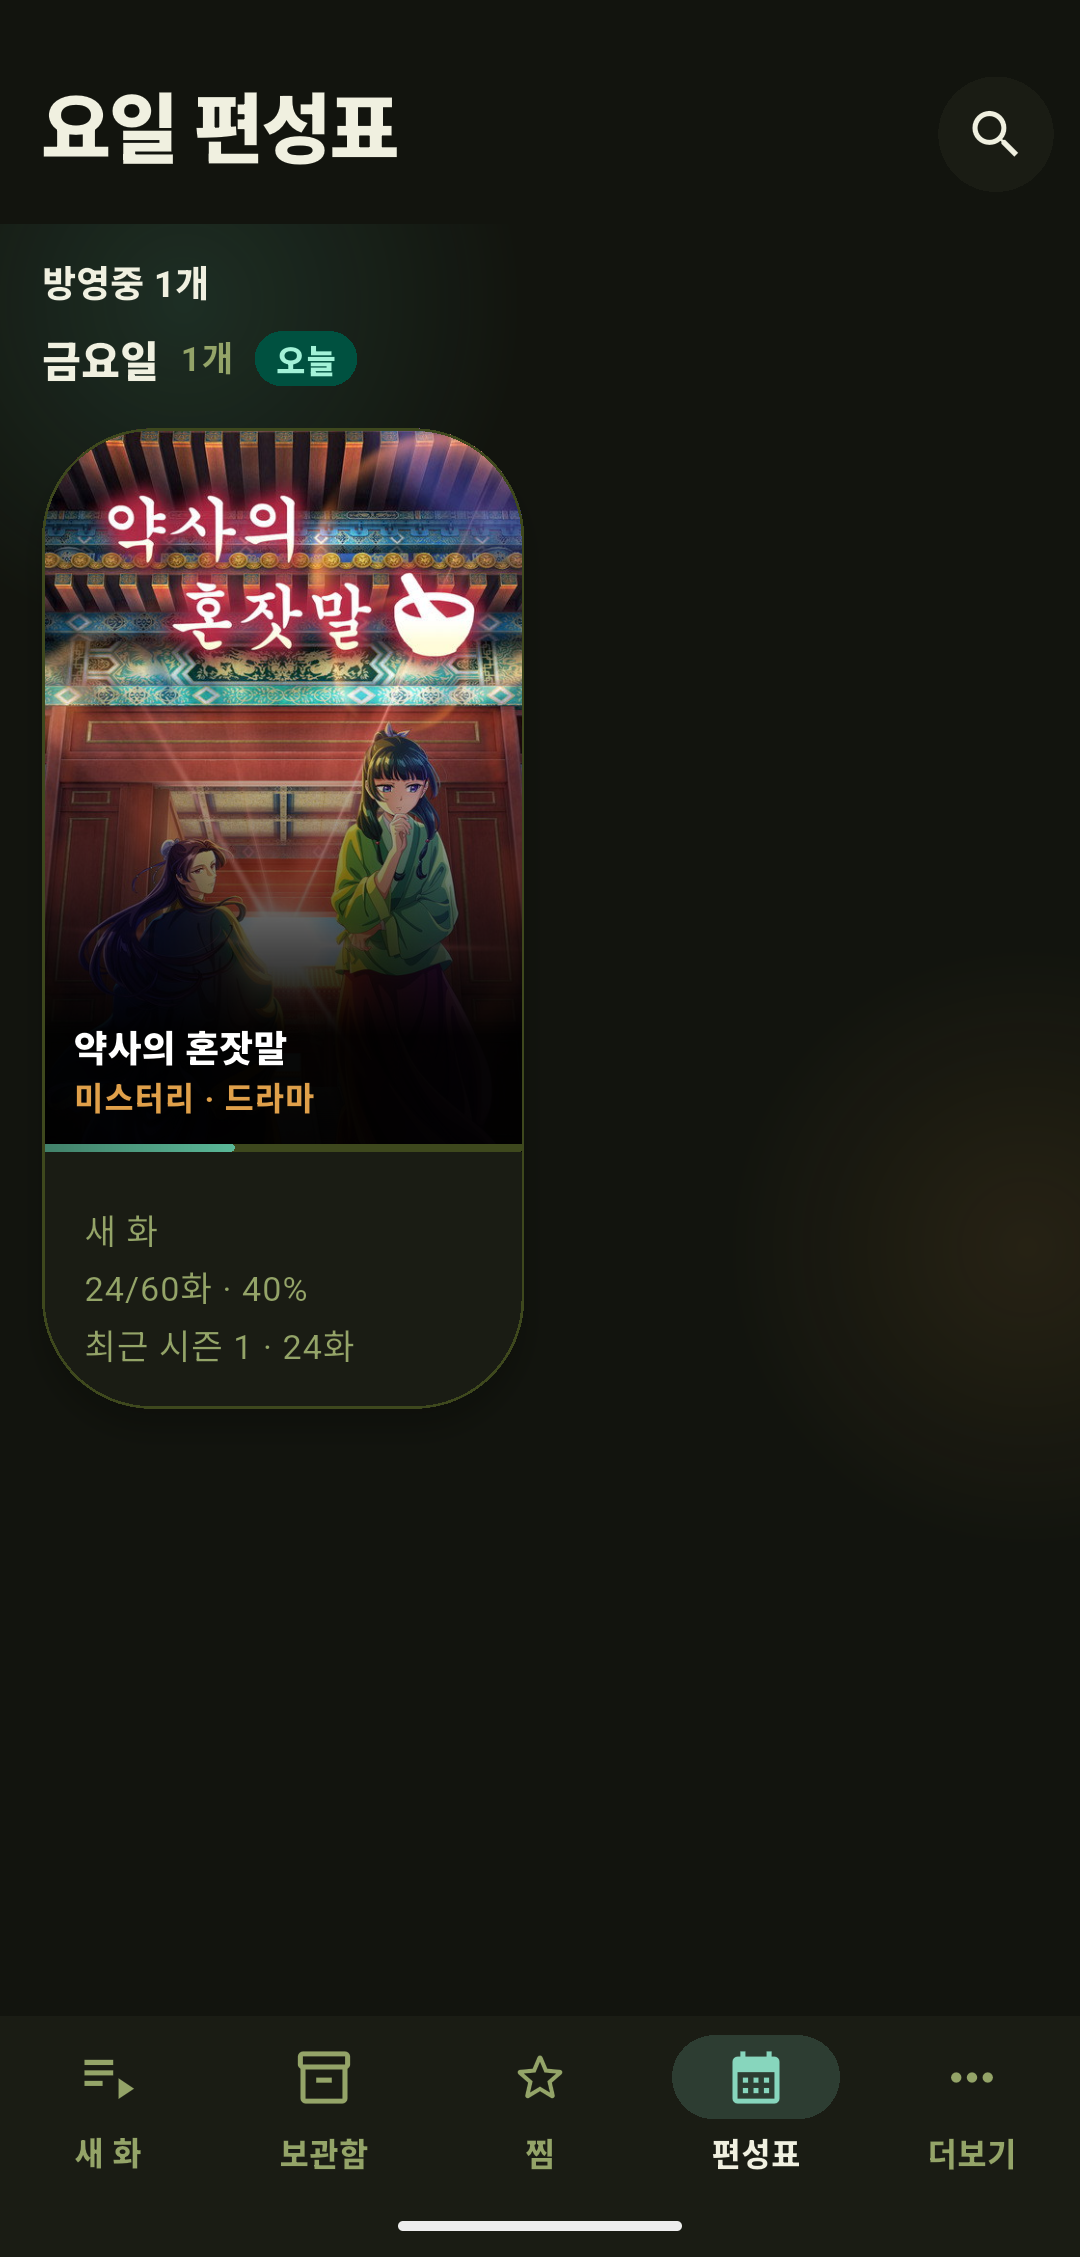 요일 편성표
방영중 1개
금요일 1개 오늘
약사의
혼잣말
약사의 혼잣말
미스터리 · 드라마
새 화
24/60화 · 40%
최근 시즌 1 · 24화
새 화 보관함 찜 편성표 더보기